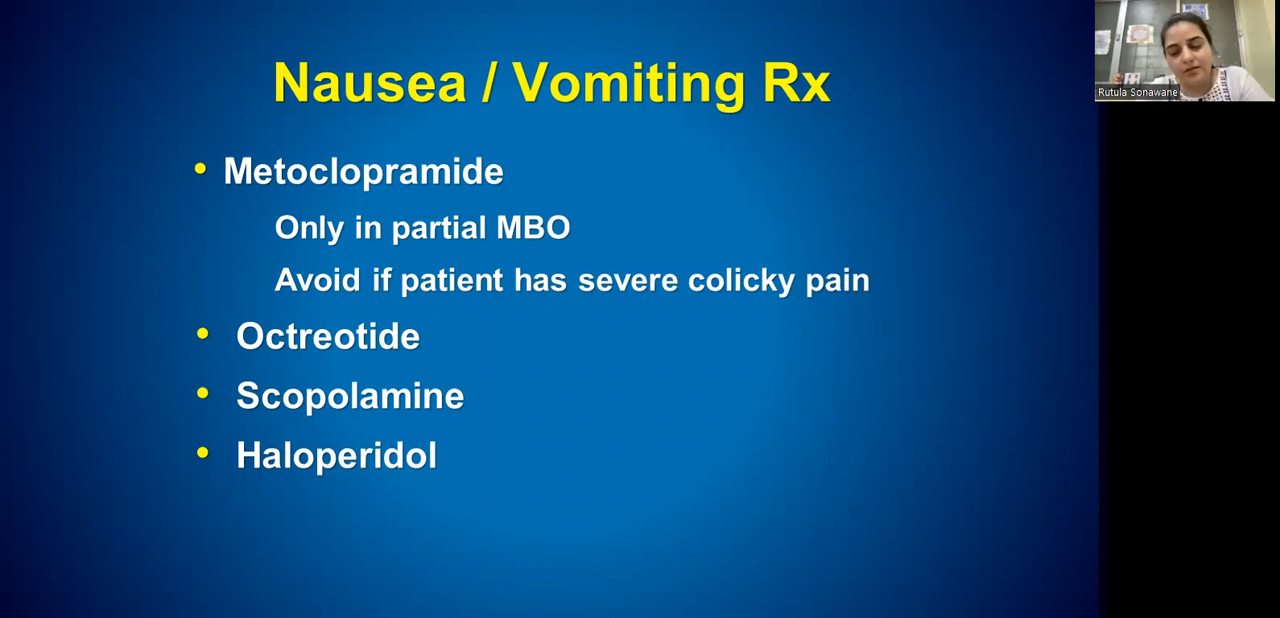 Nausea / Vomiting Rx
• Metoclopramide
Only in partial MBO
Avoid if patient has severe colicky pain
• Octreotide
• Scopolamine
• Haloperidol
Rutula Sonawane